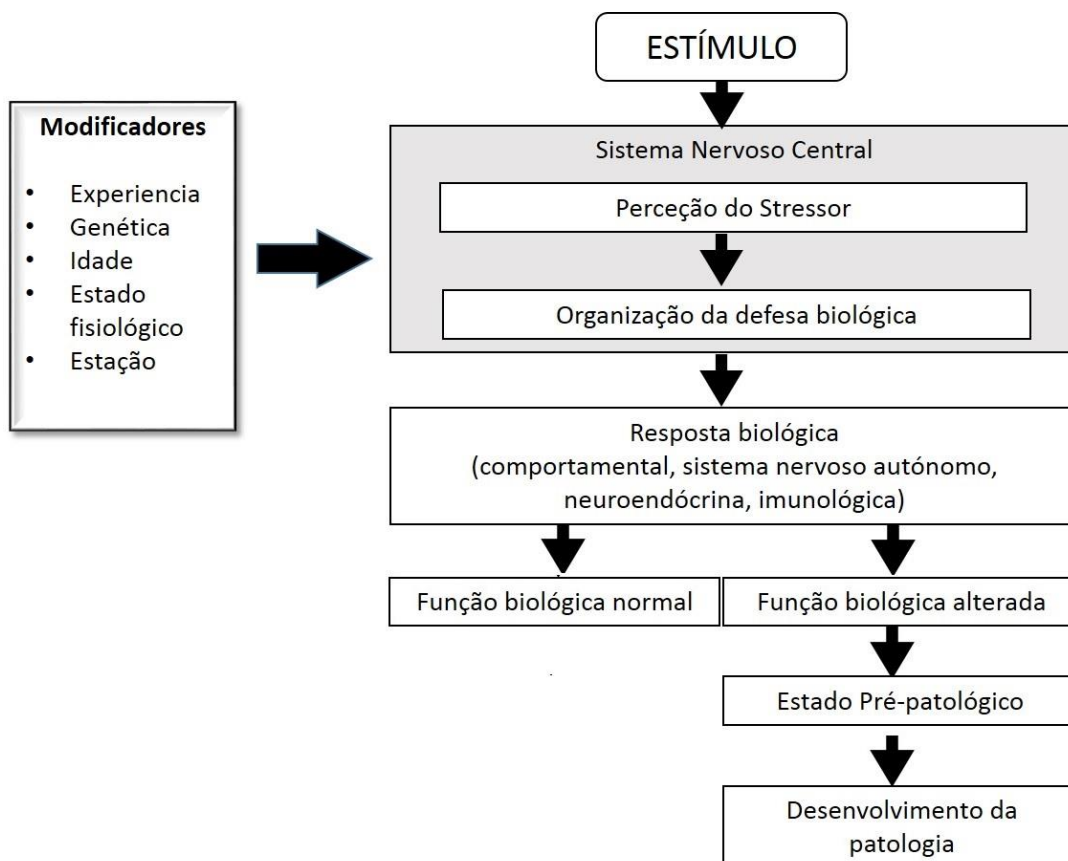 ESTÍMULO
Modificadores
• Experiencia
• Genética
• Idade
• Estado
fisiológico
• Estação
Sistema Nervoso Central
Perceção do Stressor
Organização da defesa biológica
Resposta biológica
(comportamental, sistema nervoso autónomo,
neuroendócrina, imunológica)
Função biológica normal
Função biológica alterada
Estado Pré-patológico
Desenvolvimento da
patologia